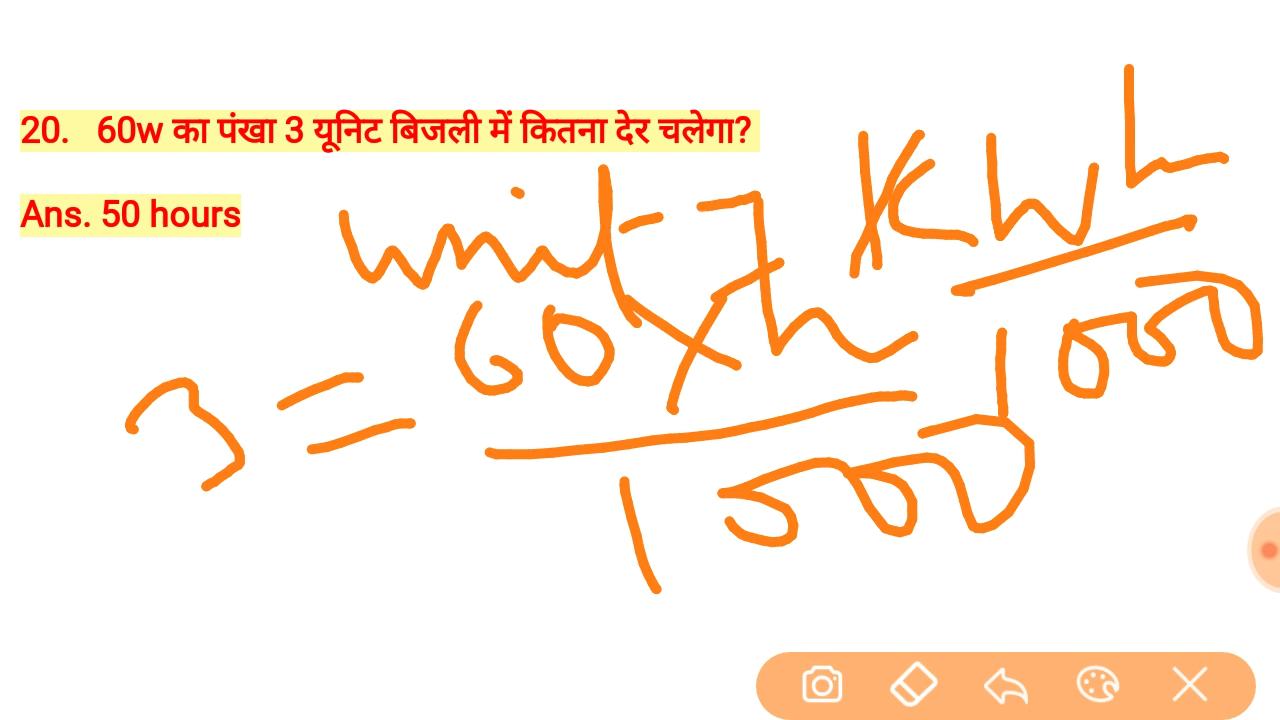 20. 60w का पंखा 3 यूनिट बिजली में कितना देर चलेगा?
Ans. 50 hours
unit - KWh
1000
3 = 60 × h
1000